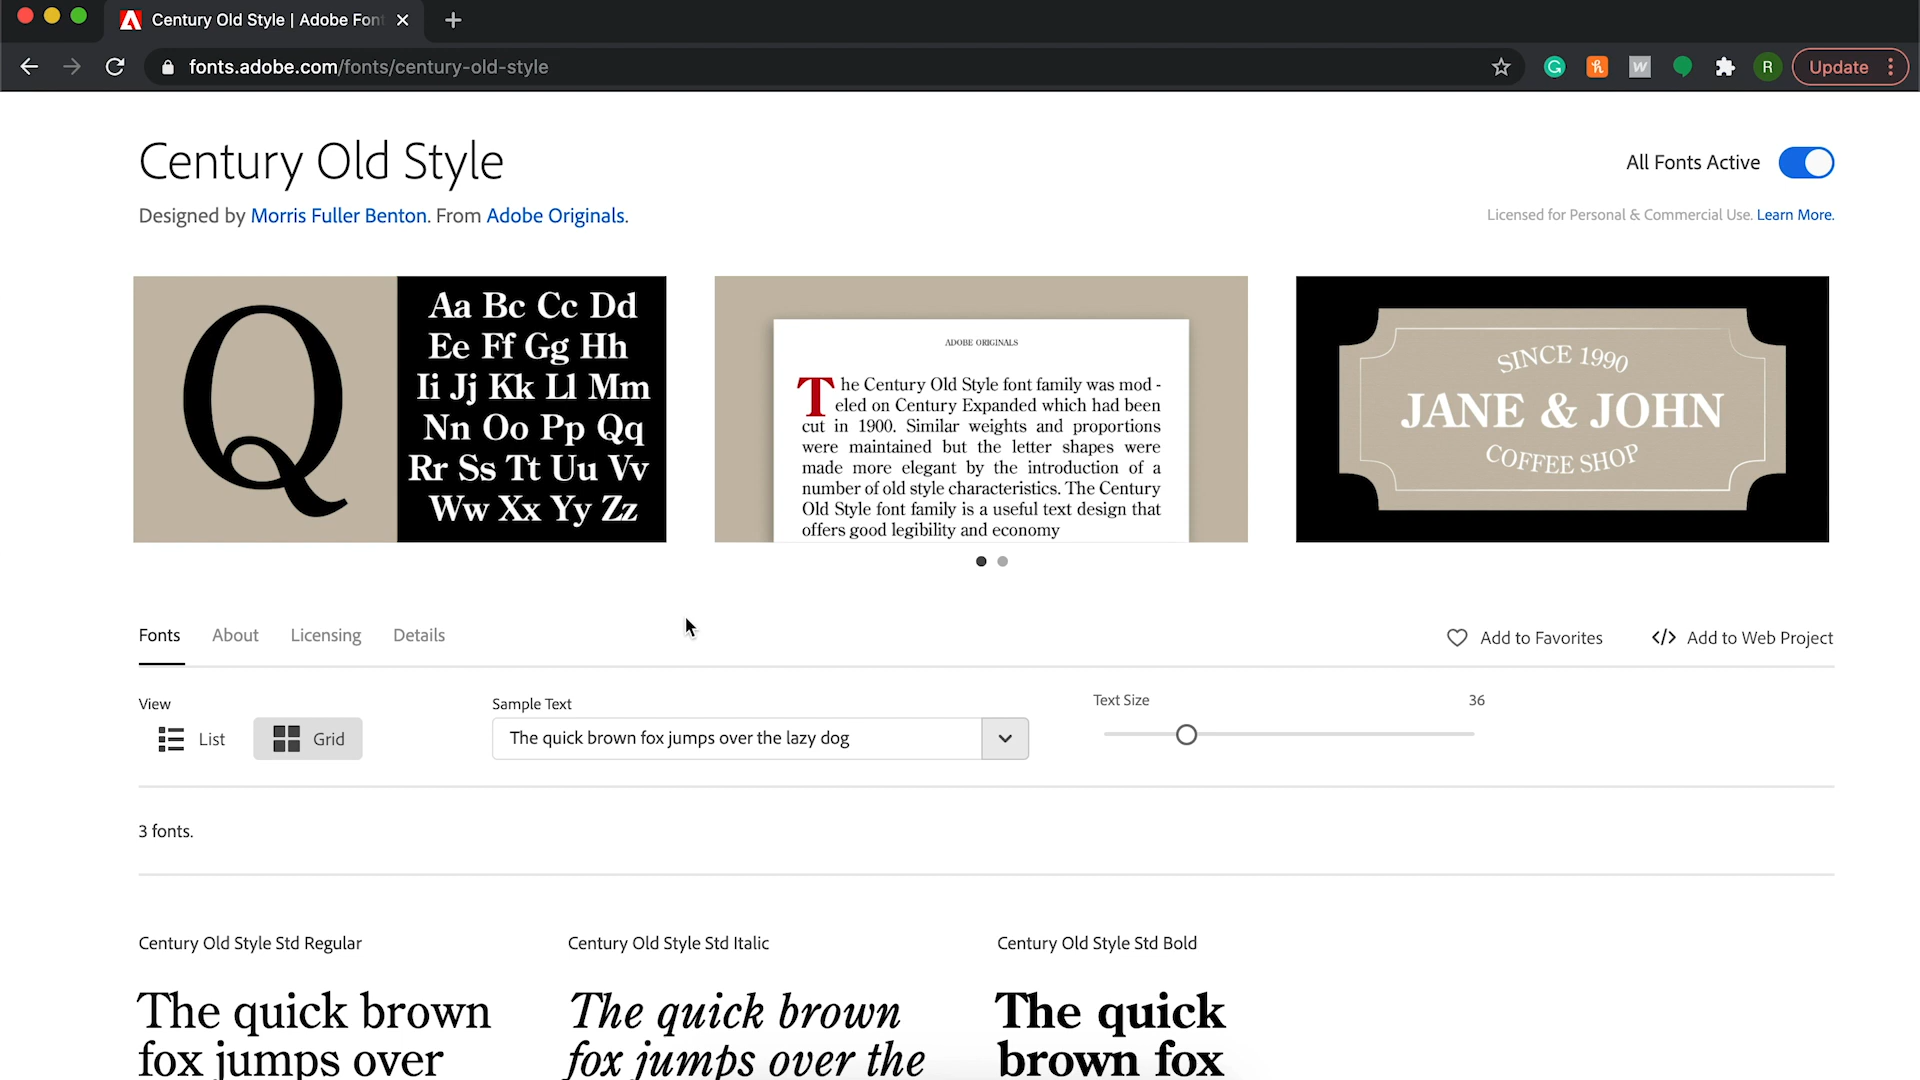 Century Old Style | Adobe Fon
fonts.adobe.com/fonts/century-old-style
R
Update
Century Old Style
All Fonts Active
Designed by Morris Fuller Benton. From Adobe Originals.
Licensed for Personal & Commercial Use. Learn More.
Q
Aa Bc Cc Dd
Ee Ff Gg Hh
Ii Jj Kk Ll Mm
Nn Oo Pp Qq
Rr Ss Tt Uu Vv
Ww Xx Yy Zz
ADOBE ORIGINALS
The Century Old Style font family was mod -
eled on Century Expanded which had been
cut in 1900. Similar weights and proportions
were maintained but the letter shapes were
made more elegant by the introduction of a
number of old style characteristics. The Century
Old Style font family is a useful text design that
offers good legibility and economy
SINCE 1990
JANE & JOHN
COFFEE SHOP
Fonts About Licensing Details
Add to Favorites
</> Add to Web Project
View
List
Grid
Sample Text
The quick brown fox jumps over the lazy dog
Text Size 36
3 fonts.
Century Old Style Std Regular
The quick brown
fox jumps over
Century Old Style Std Italic
The quick brown
fox jumps over the
Century Old Style Std Bold
The quick
brown fox